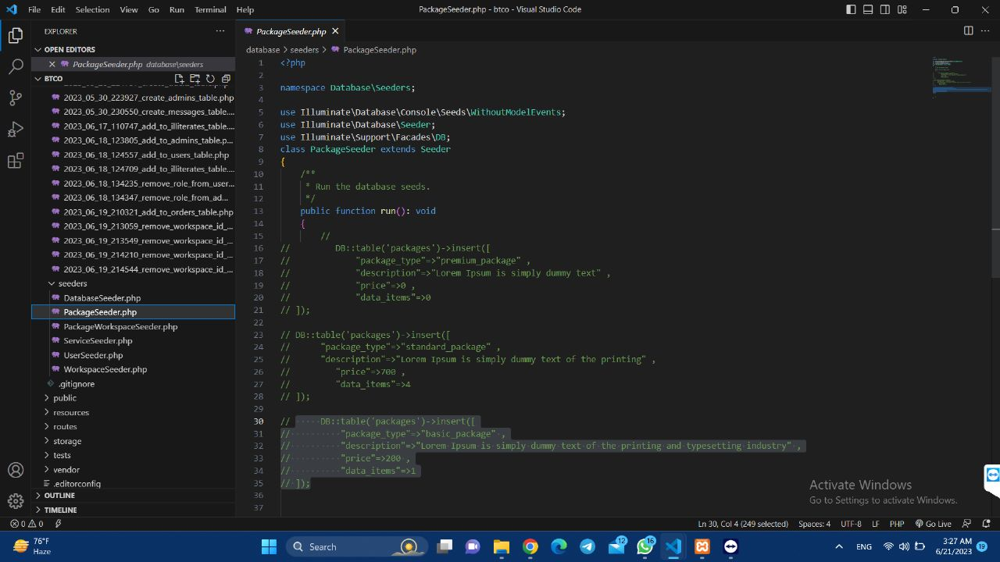 File Edit Selection View Go Run Terminal Help
PackageSeeder.php - btco - Visual Studio Code
EXPLORER
OPEN EDITORS
PackageSeeder.php database\seeders
BTCO
2023_05_30_223927_create_admins_table.php
2023_05_30_230550_create_messages_table....
2023_06_17_110747_add_to_illiterates_table....
2023_06_18_123805_add_to_admins_table.p...
2023_06_18_124557_add_to_users_table.php
2023_06_18_124709_add_to_illiterates_table....
2023_06_18_134235_remove_role_from_user...
2023_06_18_134347_remove_role_from_ad...
2023_06_19_210321_add_to_orders_table.php
2023_06_19_213059_remove_workspace_id_...
2023_06_19_213549_remove_workspace_id_...
2023_06_19_214210_remove_workspace_id_...
2023_06_19_214544_remove_workspace_id_...
seeders
DatabaseSeeder.php
PackageSeeder.php
PackageWorkspaceSeeder.php
ServiceSeeder.php
UserSeeder.php
WorkspaceSeeder.php
.gitignore
public
resources
routes
storage
tests
vendor
.editorconfig
OUTLINE
TIMELINE
PackageSeeder.php
database > seeders > PackageSeeder.php
1 <?php
2
3 namespace Database\Seeders;
4
5 use Illuminate\Database\Console\Seeds\WithoutModelEvents;
6 use Illuminate\Database\Seeder;
7 use Illuminate\Support\Facades\DB;
8 class PackageSeeder extends Seeder
9 {
10 /**
11 * Run the database seeds.
12 */
13 public function run(): void
14 {
15 //
16 // DB::table('packages')->insert([
17 // "package_type"=>"premium_package" ,
18 // "description"=>"Lorem Ipsum is simply dummy text" ,
19 // "price"=>0 ,
20 // "data_items"=>0
21 // ]);
22
23 // DB::table('packages')->insert([
24 // "package_type"=>"standard_package" ,
25 // "description"=>"Lorem Ipsum is simply dummy text of the printing" ,
26 // "price"=>700 ,
27 // "data_items"=>4
28 // ]);
29
30 // DB::table('packages')->insert([
31 // "package_type"=>"basic_package" ,
32 // "description"=>"Lorem Ipsum is simply dummy text of the printing and typesetting industry" ,
33 // "price"=>200 ,
34 // "data_items"=>1
35 // ]);
36
37
Activate Windows
Go to Settings to activate Windows.
0 0
Ln 30, Col 4 (249 selected) Spaces: 4 UTF-8 LF PHP Go Live
76°F
Haze
Search
12
16
ENG
3:27 AM
6/21/2023
19